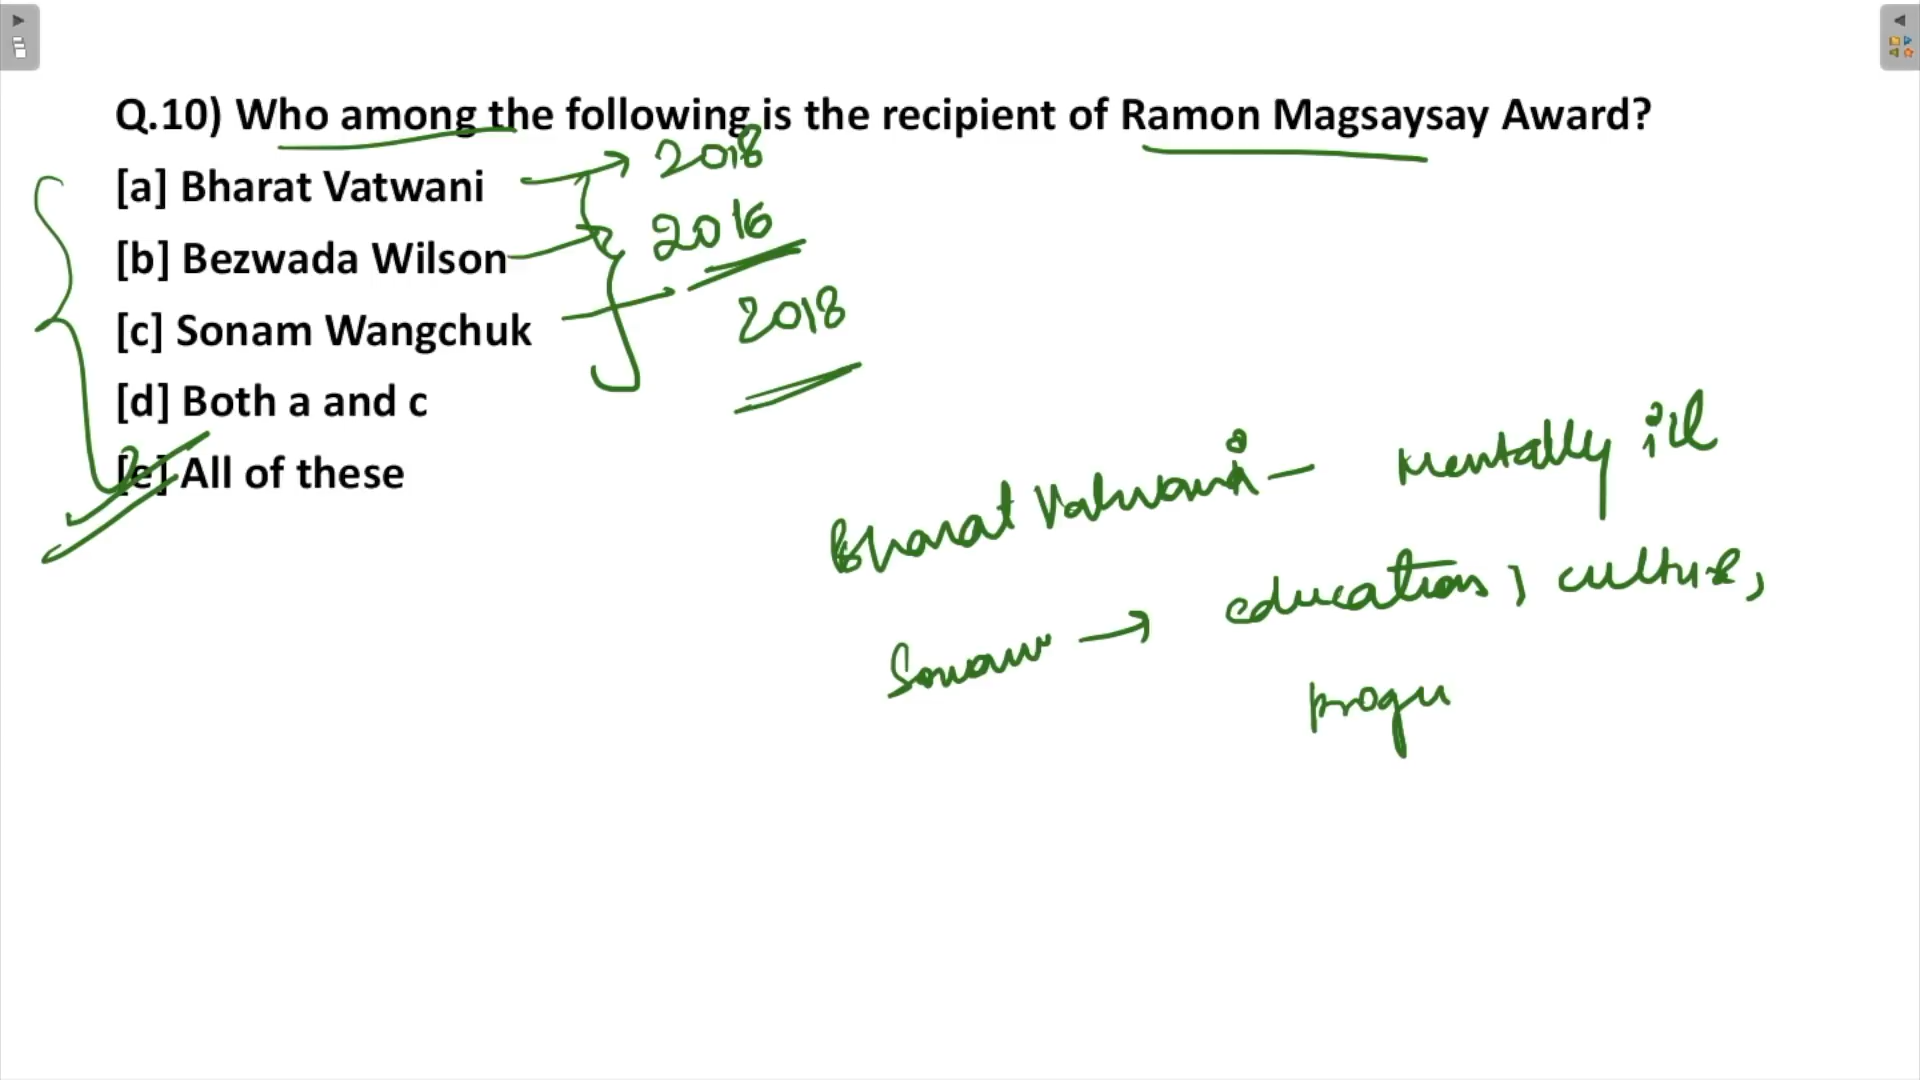 Q.10) Who among the following is the recipient of Ramon Magsaysay Award?
[a] Bharat Vatwani → 2018
[b] Bezwada Wilson → 2016
[c] Sonam Wangchuk → 2018
[d] Both a and c
[e] All of these
Bharat Vatwani – Mentally ill
Sonam → education, culture,
progre